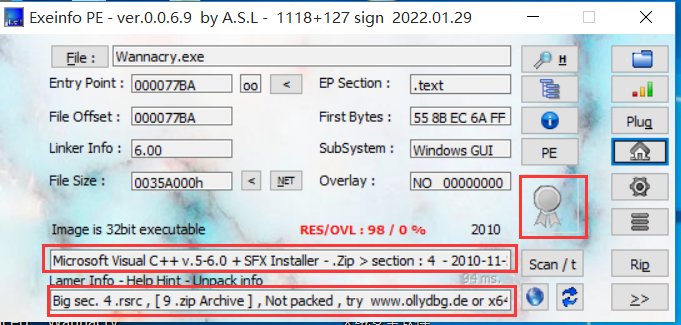 Exeinfo PE - ver.0.0.6.9 by A.S.L - 1118+127 sign 2022.01.29
File : Wannacry.exe H
Entry Point : 000077BA oo < EP Section : .text
File Offset : 000077BA First Bytes : 55 8B EC 6A FF Plug
Linker Info : 6.00 SubSystem : Windows GUI PE
File Size : 0035A000h < NET Overlay : NO 00000000
Image is 32bit executable RES/OVL : 98 / 0 % 2010
Microsoft Visual C++ v.5-6.0 + SFX Installer - .Zip > section : 4 - 2010-11- Scan / t Rip
Lamer Info - Help Hint - Unpack info 94 ms.
Big sec. 4 .rsrc , [ 9 .zip Archive ] , Not packed , try www.ollydbg.de or x64 >>